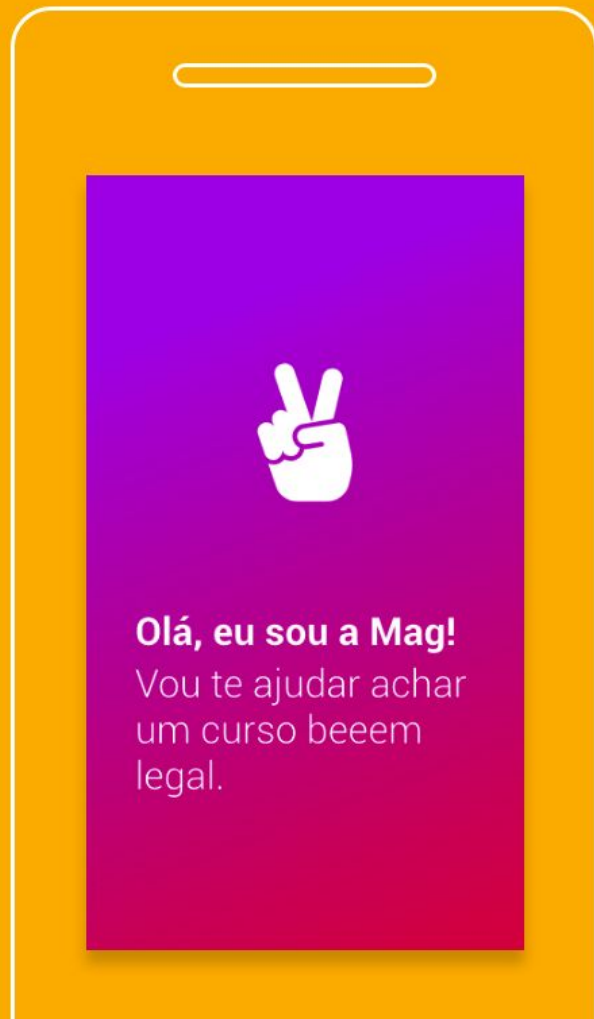 Olá, eu sou a Mag!
Vou te ajudar achar
um curso beeem
legal.